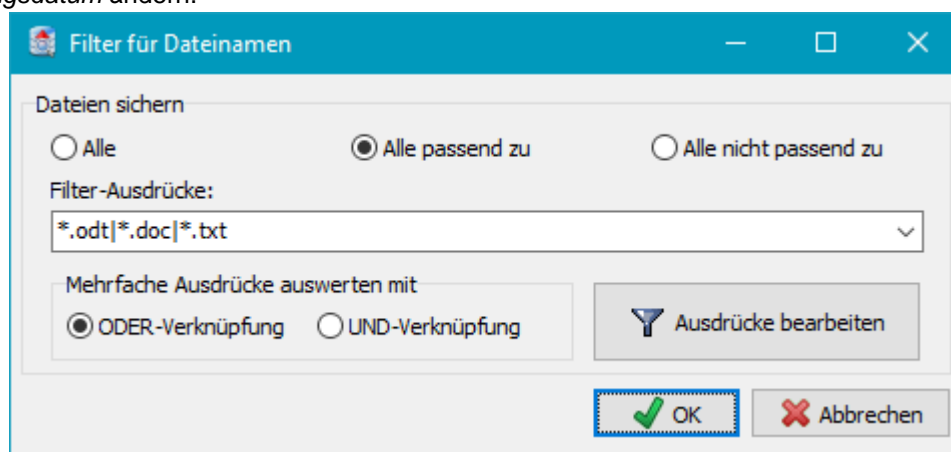 ändern.
Filter für Dateinamen
Dateien sichern
Alle Alle passend zu Alle nicht passend zu
Filter-Ausdrücke:
*.odt|*.doc|*.txt
Mehrfache Ausdrücke auswerten mit
ODER-Verknüpfung UND-Verknüpfung Ausdrücke bearbeiten
OK Abbrechen